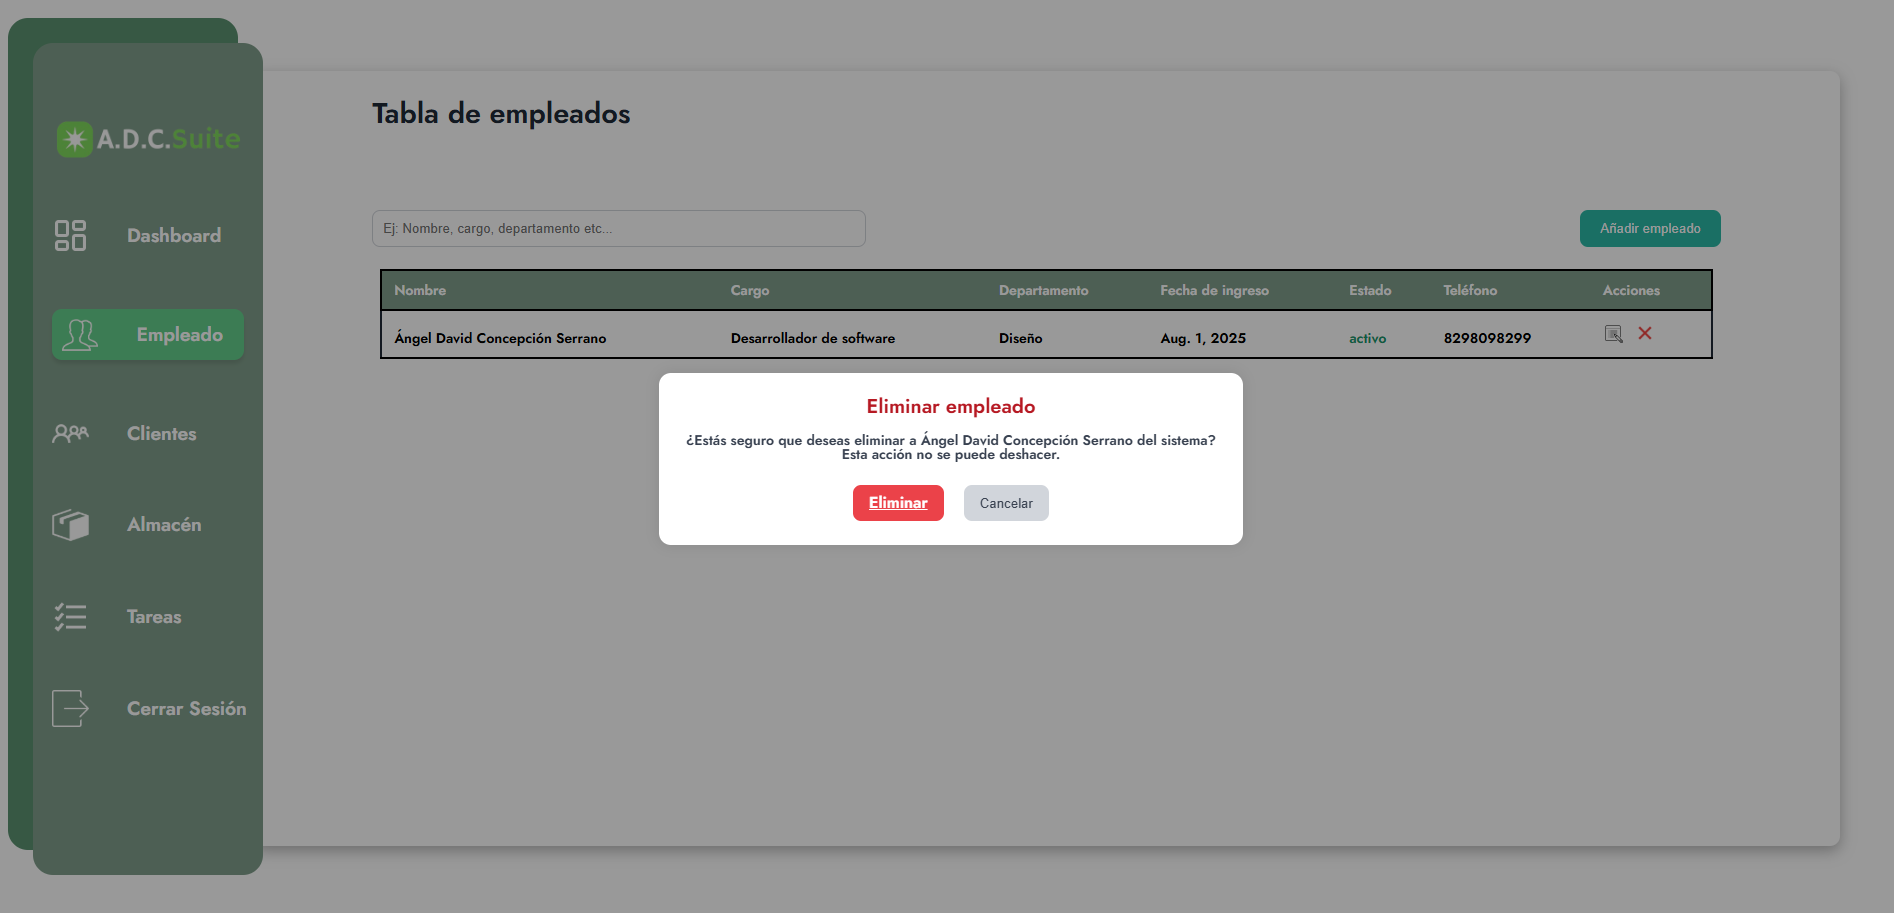 A.D.C.Suite
Dashboard
Empleado
Clientes
Almacén
Tareas
Cerrar Sesión
Tabla de empleados
Ej: Nombre, cargo, departamento etc...
Añadir empleado
Nombre Cargo Departamento Fecha de ingreso Estado Teléfono Acciones
Ángel David Concepción Serrano Desarrollador de software Diseño Aug. 1, 2025 activo 8298098299
Eliminar empleado
¿Estás seguro que deseas eliminar a Ángel David Concepción Serrano del sistema?
Esta acción no se puede deshacer.
Eliminar Cancelar